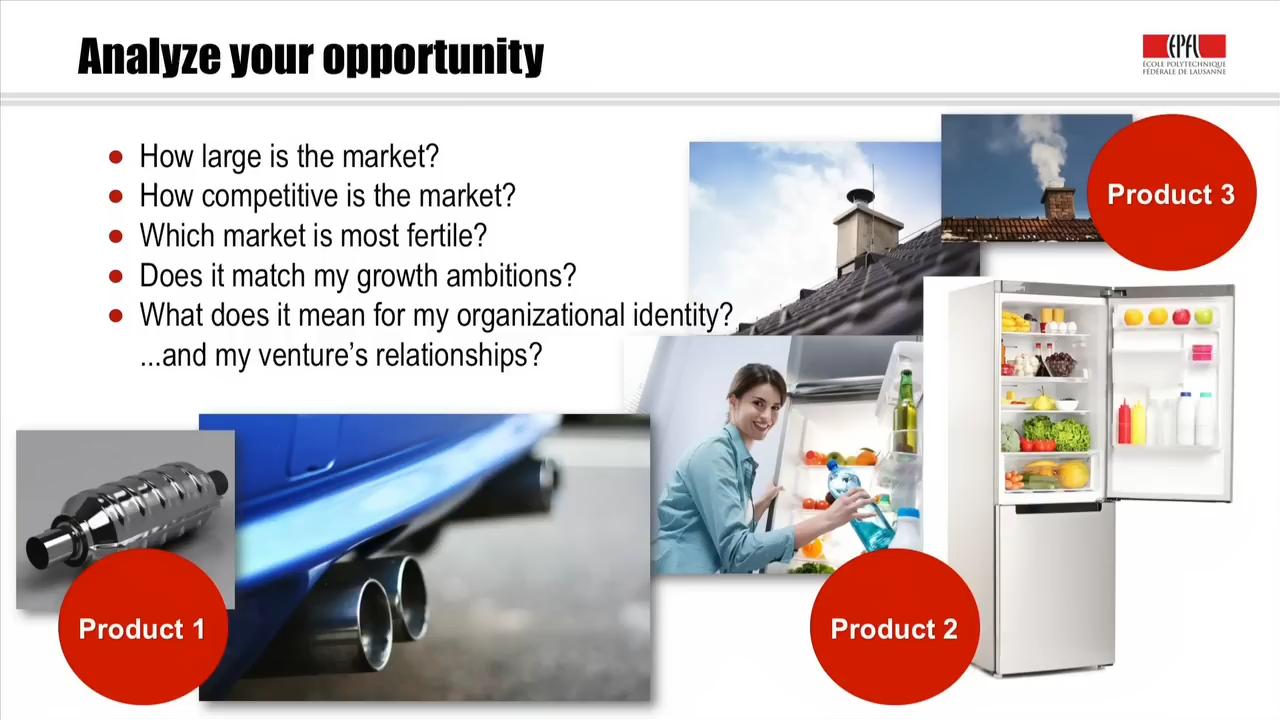 Analyze your opportunity
EPFL
ÉCOLE POLYTECHNIQUE
FÉDÉRALE DE LAUSANNE
● How large is the market?
● How competitive is the market?
● Which market is most fertile?
● Does it match my growth ambitions?
● What does it mean for my organizational identity?
...and my venture’s relationships?
Product 3
Product 1
Product 2